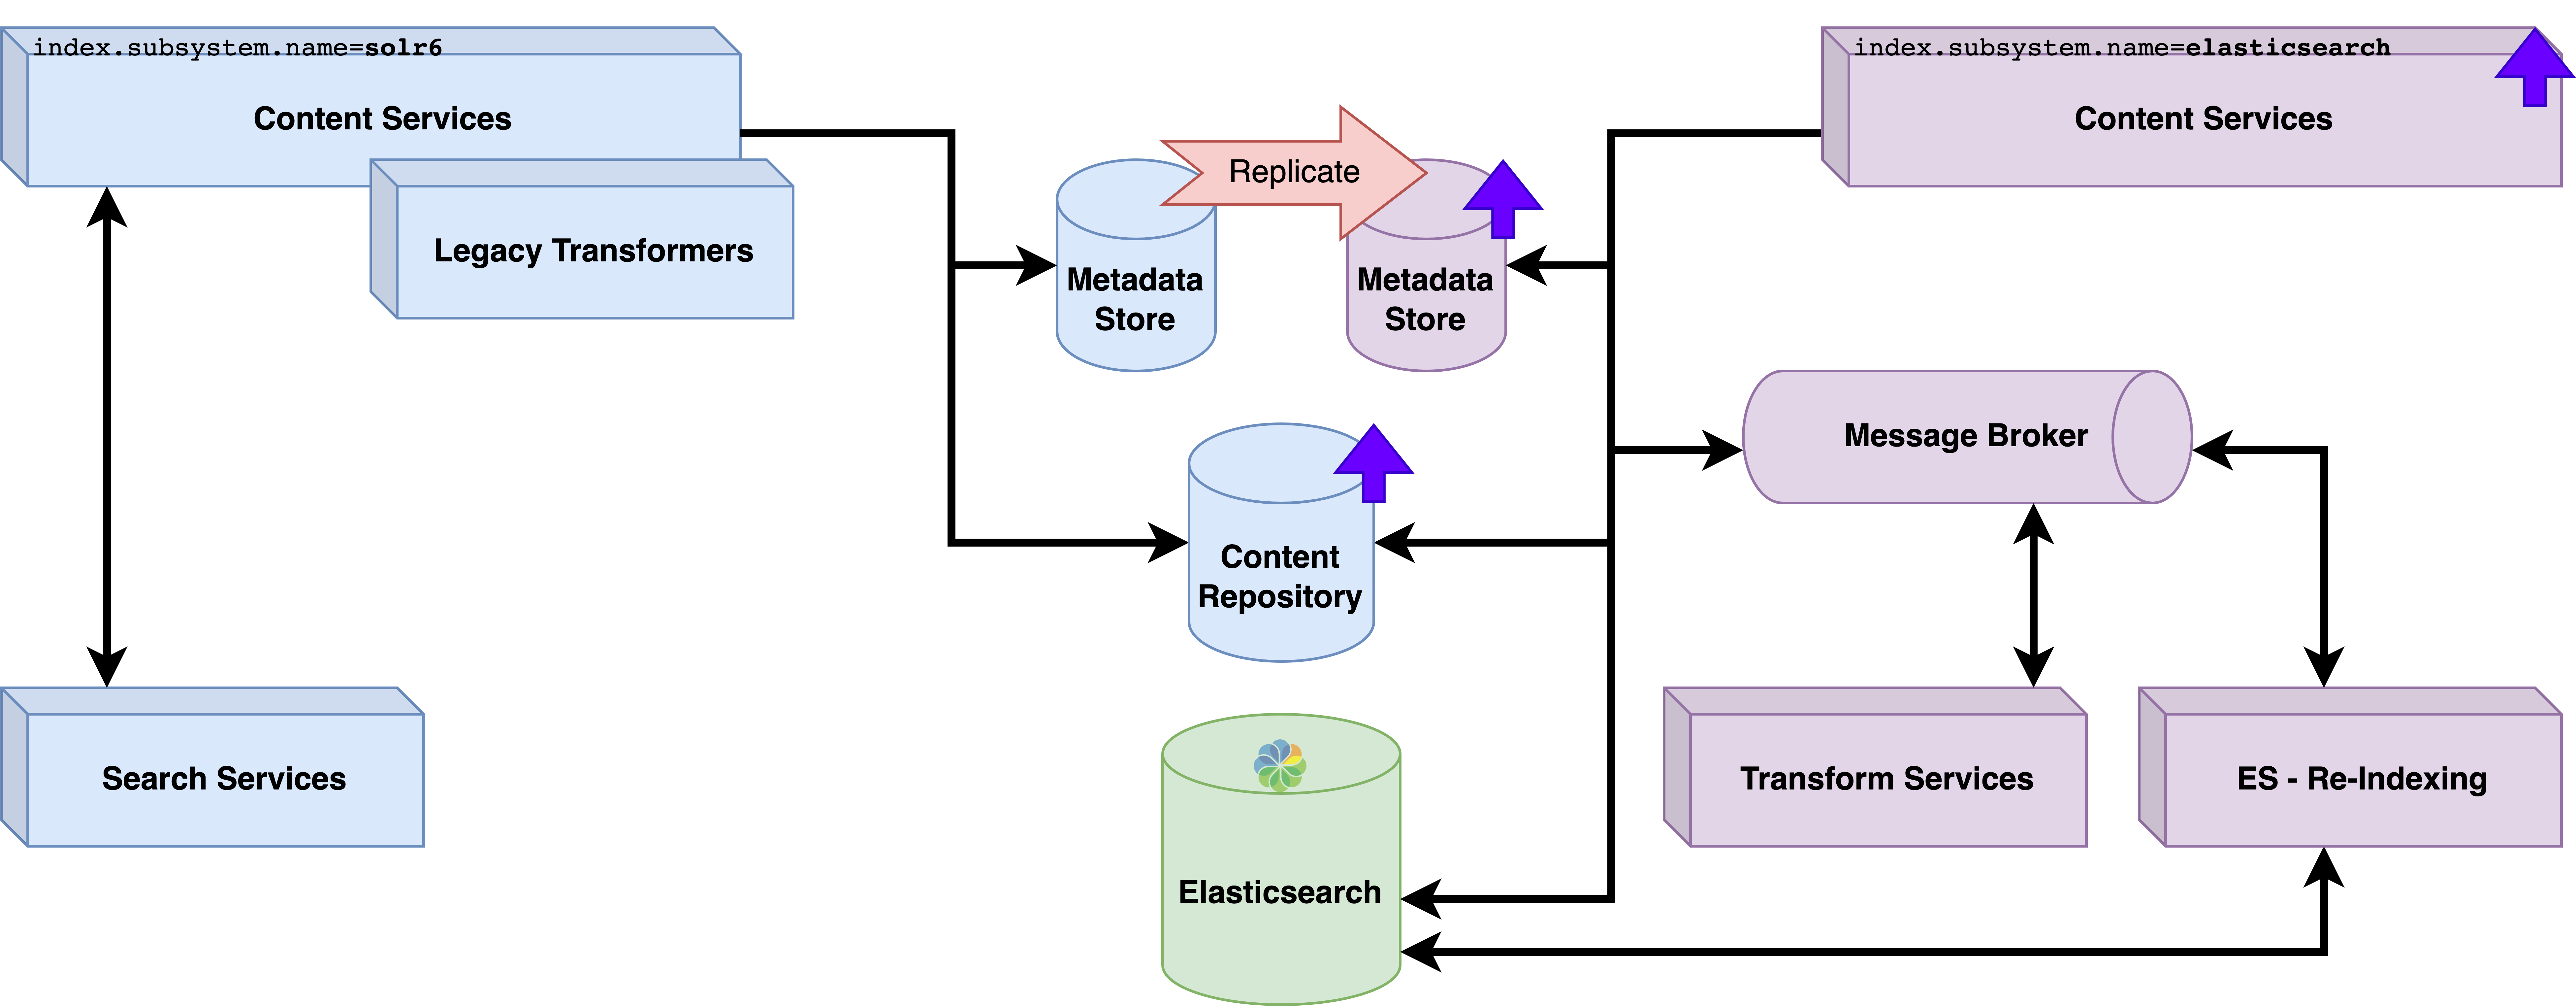 index.subsystem.name=solr6
Content Services
Legacy Transformers
Search Services
Replicate
Metadata
Store
Metadata
Store
Content
Repository
Elasticsearch
index.subsystem.name=elasticsearch
Content Services
Message Broker
Transform Services
ES - Re-Indexing